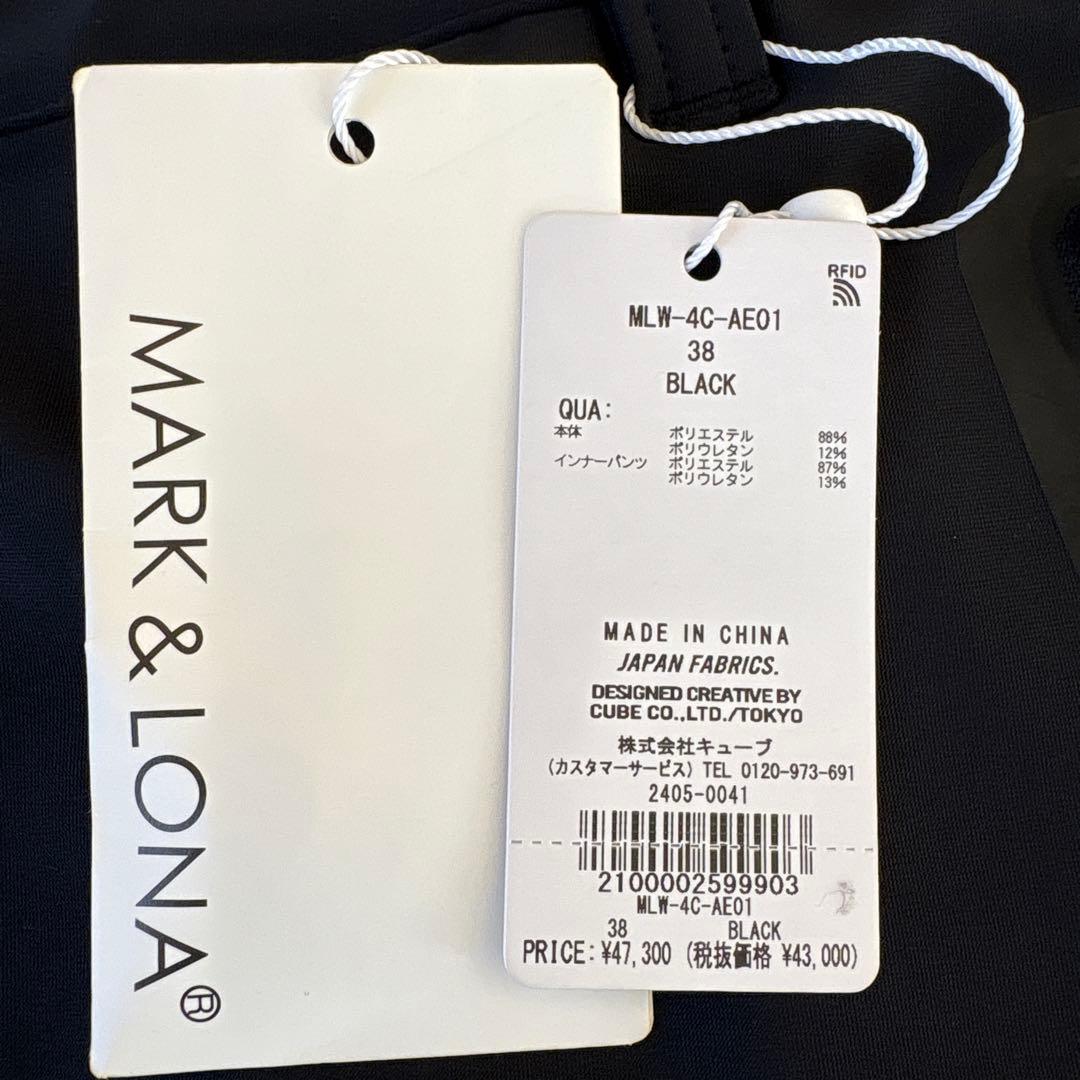 MARK & LONA®
RFID
MLW-4C-AE01
38
BLACK
QUA:
本体 ポリエステル 88%
ポリウレタン 12%
インナーパンツ ポリエステル 87%
ポリウレタン 13%
MADE IN CHINA
JAPAN FABRICS.
DESIGNED CREATIVE BY
CUBE CO.,LTD./TOKYO
株式会社キューブ
(カスタマーサービス) TEL 0120-973-691
2405-0041
2100002599903
MLW-4C-AE01
38 BLACK
PRICE:¥47,300 (税抜価格 ¥43,000)